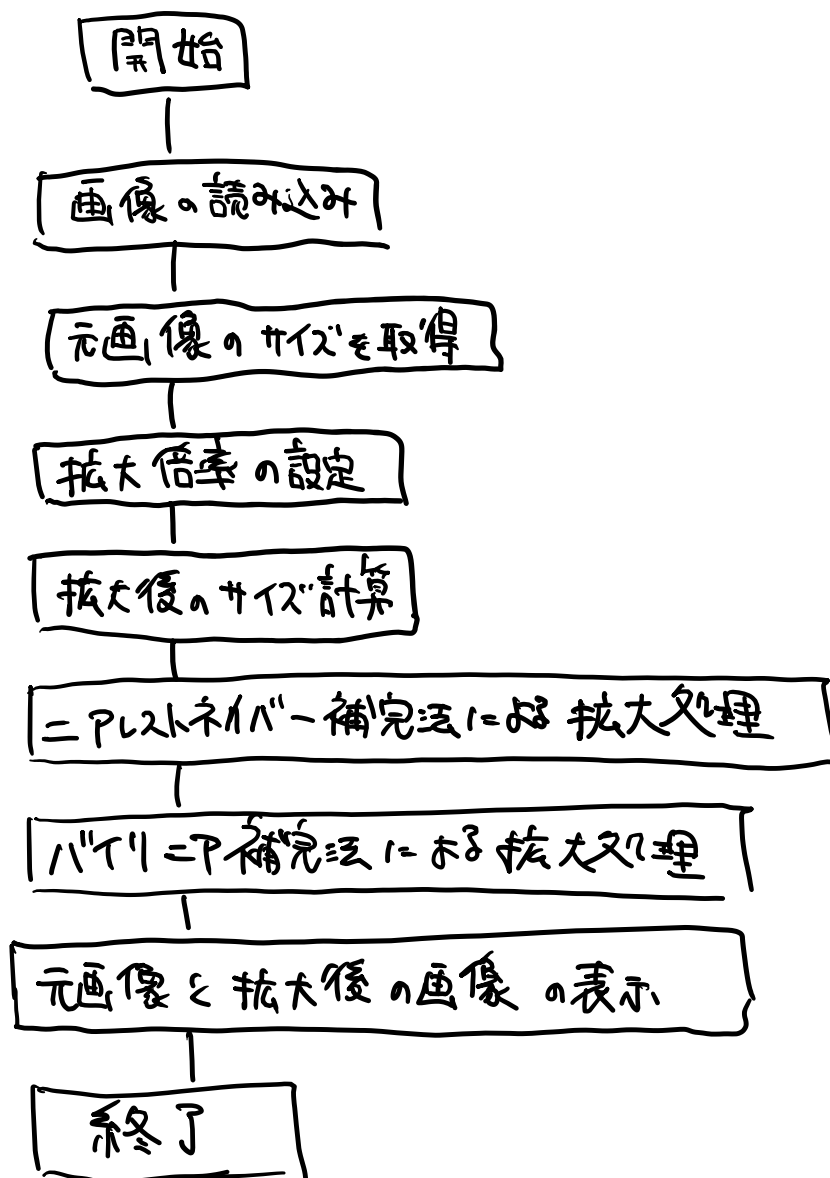 開始
画像の読み込み
元画像のサイズを取得
拡大倍率の設定
拡大後のサイズ計算
ニアレストネイバー補完法による拡大処理
バイリニア補完法による拡大処理
元画像と拡大後の画像の表示
終了